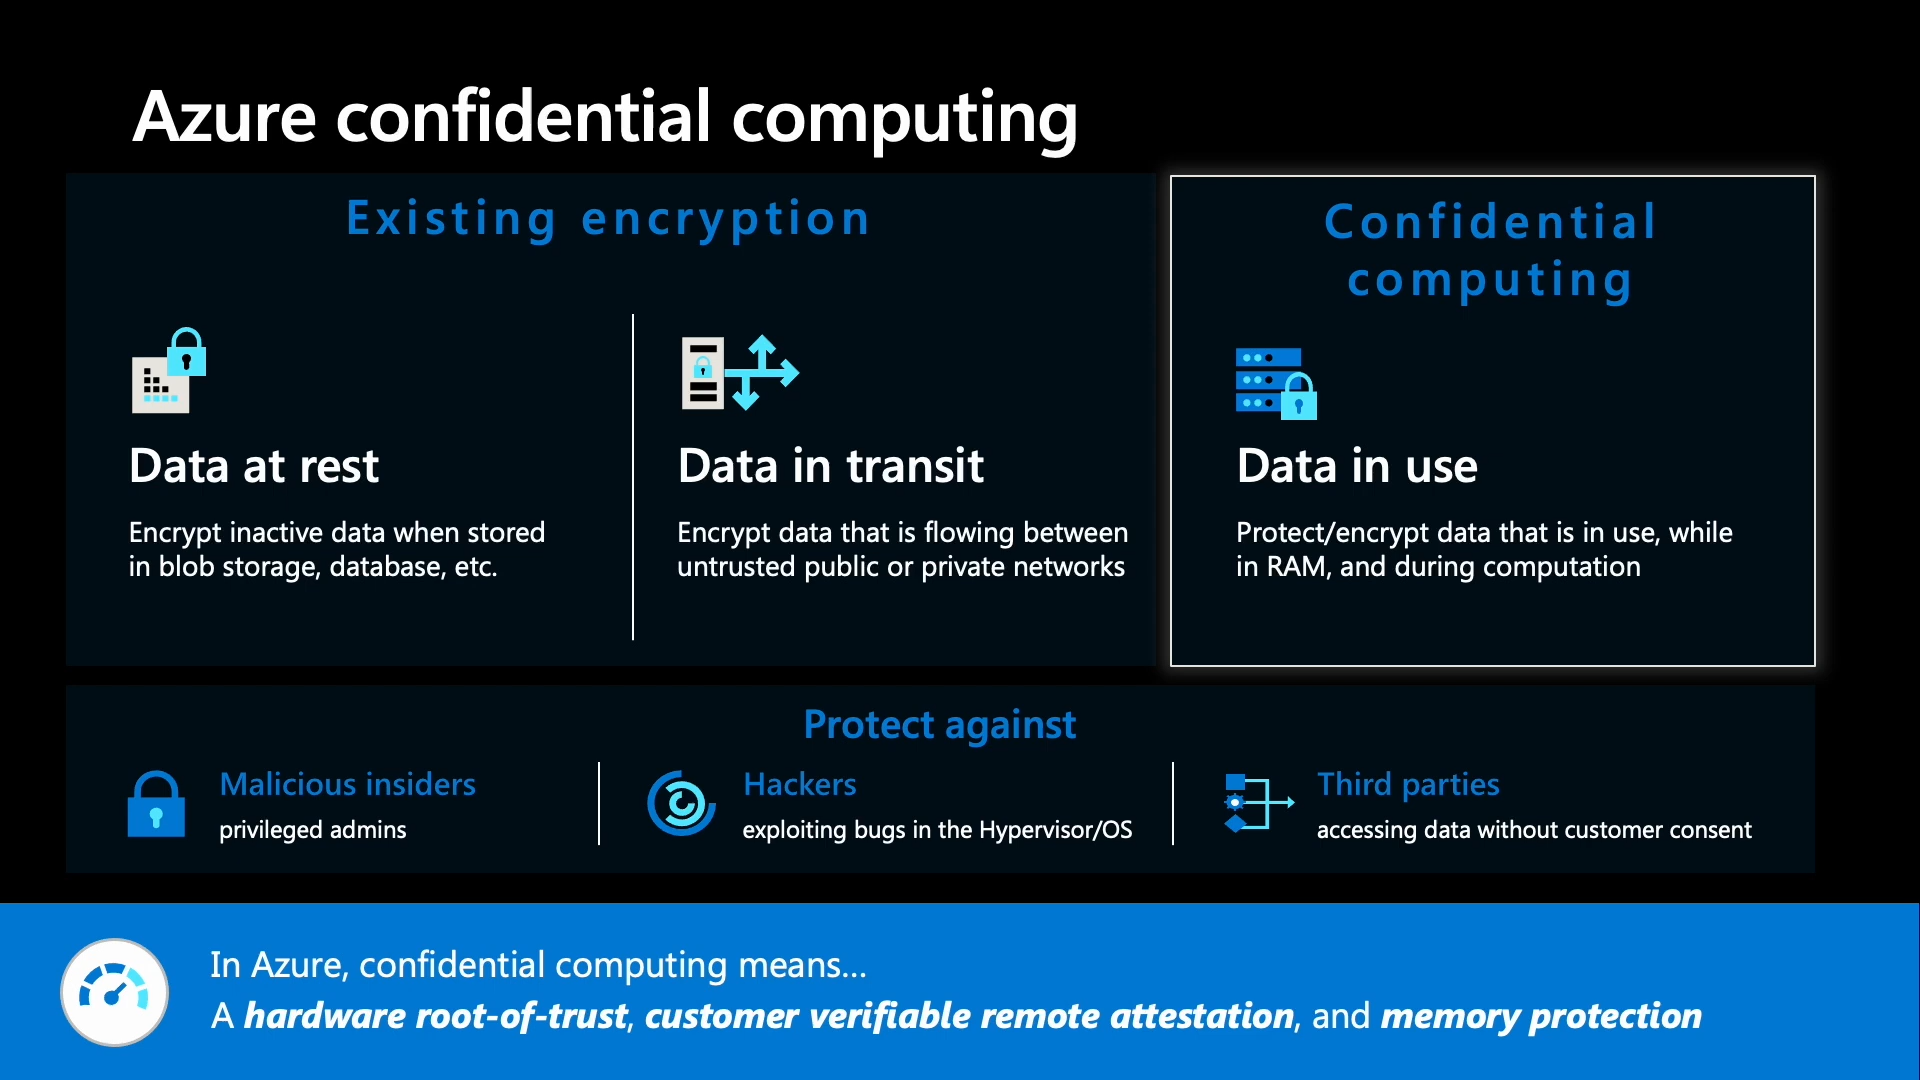 Azure confidential computing
Existing encryption
Data at rest
Encrypt inactive data when stored
in blob storage, database, etc.
Data in transit
Encrypt data that is flowing between
untrusted public or private networks
Confidential
computing
Data in use
Protect/encrypt data that is in use, while
in RAM, and during computation
Protect against
Malicious insiders
privileged admins
Hackers
exploiting bugs in the Hypervisor/OS
Third parties
accessing data without customer consent
In Azure, confidential computing means...
A hardware root-of-trust, customer verifiable remote attestation, and memory protection